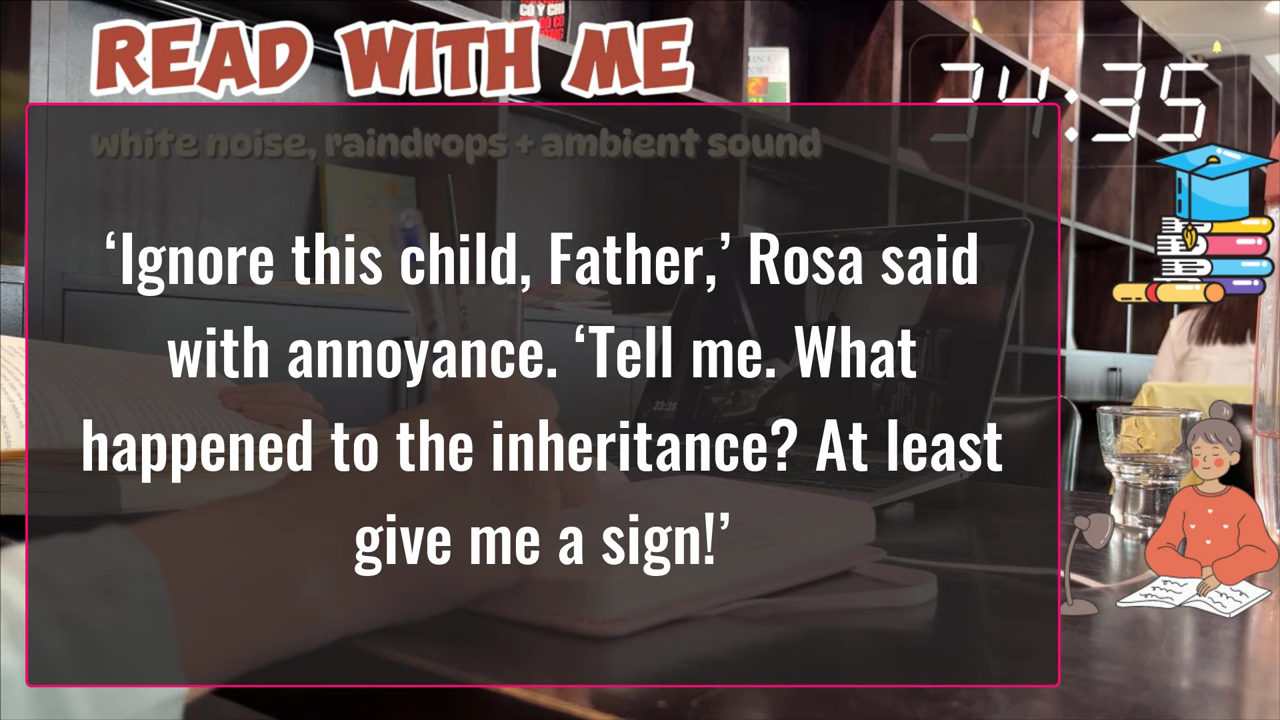 READ WITH ME
34:35
white noise, raindrops + ambient sound
‘Ignore this child, Father,’ Rosa said
with annoyance. ‘Tell me. What
happened to the inheritance? At least
give me a sign!’